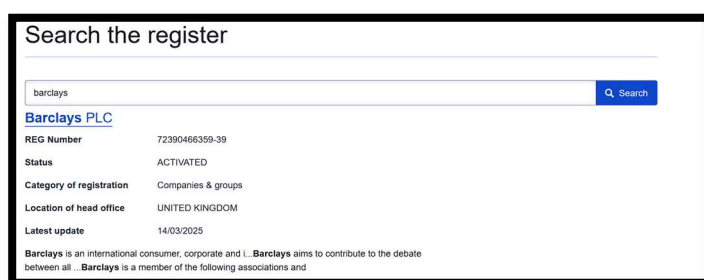 Search the register
barclays
Search
Barclays PLC
REG Number 72390466359-39
Status ACTIVATED
Category of registration Companies & groups
Location of head office UNITED KINGDOM
Latest update 14/03/2025
Barclays is an international consumer, corporate and i...Barclays aims to contribute to the debate
between all ...Barclays is a member of the following associations and